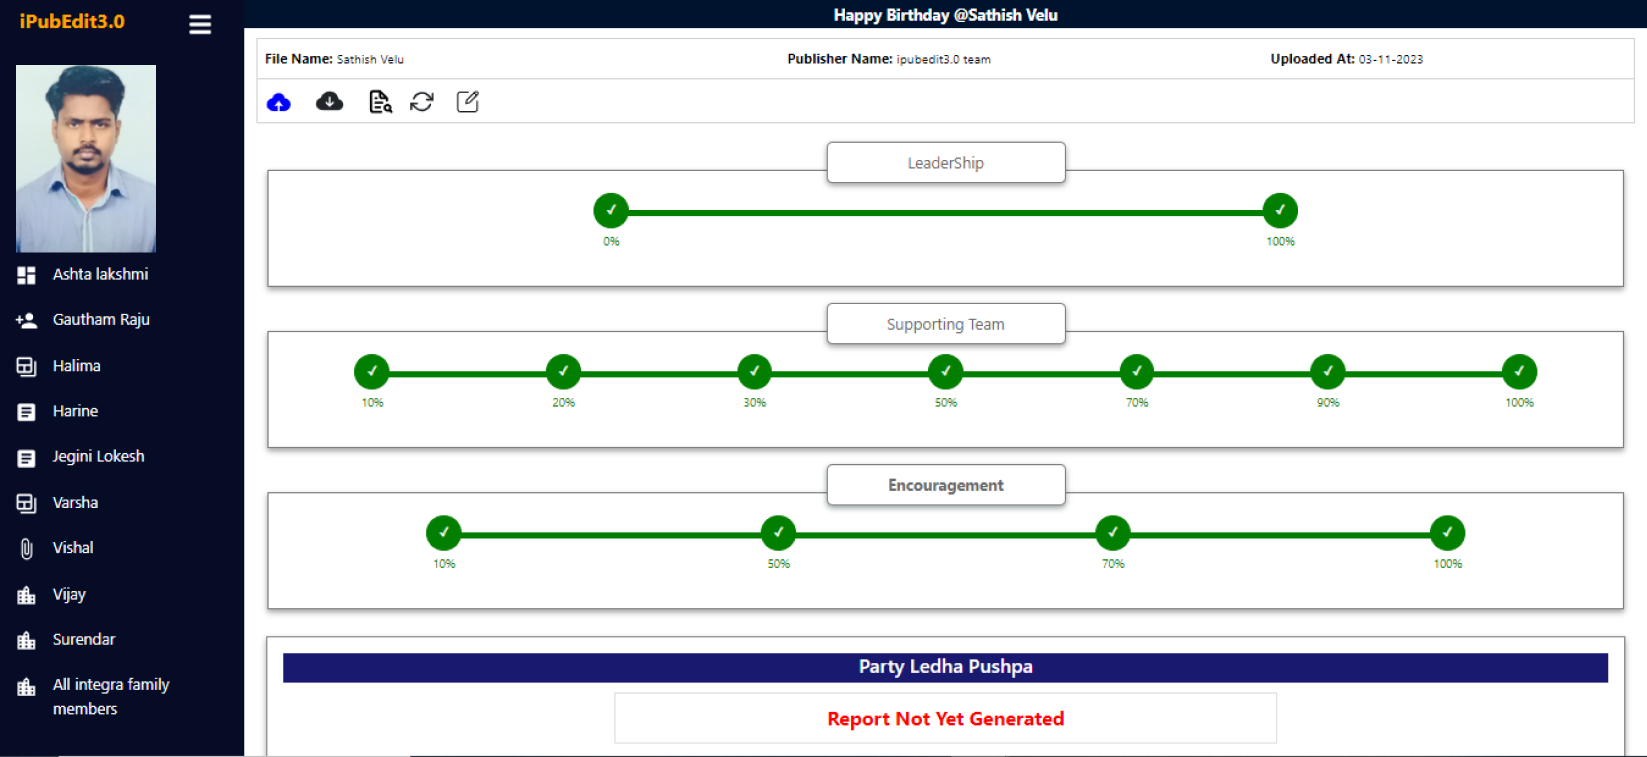 iPubEdit3.0
Happy Birthday @Sathish Velu
File Name: Sathish Velu
Publisher Name: ipubedit3.0 team
Uploaded At: 03-11-2023
Ashta lakshmi
Gautham Raju
Halima
Harine
Jegini Lokesh
Varsha
Vishal
Vijay
Surendar
All integra family
members
LeaderShip
0% 100%
Supporting Team
10% 20% 30% 50% 70% 90% 100%
Encouragement
10% 50% 70% 100%
Party Ledha Pushpa
Report Not Yet Generated